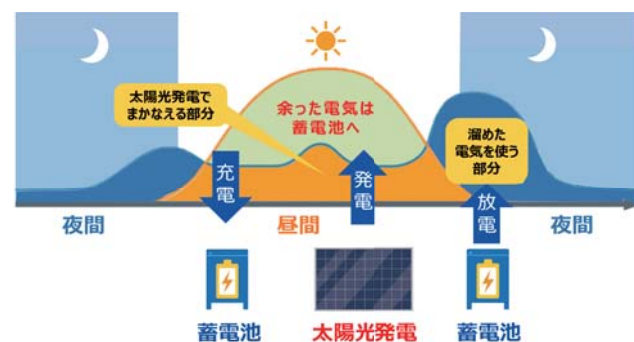 太陽光発電で
まかなえる部分
余った電気は
蓄電池へ
溜めた
電気を使う
部分
充電
発電
放電
夜間
昼間
夜間
蓄電池
太陽光発電
蓄電池